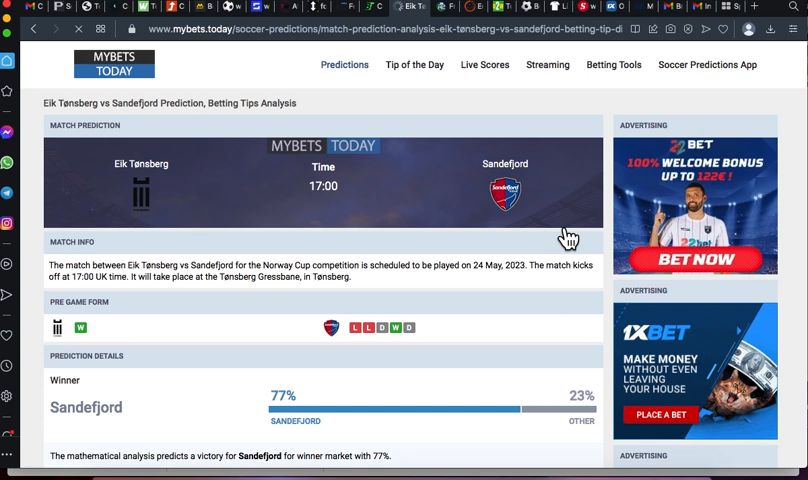 www.mybets.today/soccer-predictions/match-prediction-analysis-eik-tønsberg-vs-sandefjord-betting-tip-di
MYBETS
TODAY
Predictions
Tip of the Day
Live Scores
Streaming
Betting Tools
Soccer Predictions App
Eik Tønsberg vs Sandefjord Prediction, Betting Tips Analysis
MATCH PREDICTION
MYBETS TODAY
Eik Tønsberg
Time
17:00
Sandefjord
Sandefjord
MATCH INFO
The match between Eik Tønsberg vs Sandefjord for the Norway Cup competition is scheduled to be played on 24 May, 2023. The match kicks
off at 17:00 UK time. It will take place at the Tønsberg Gressbane, in Tønsberg.
PRE GAME FORM
W
L L D W D
PREDICTION DETAILS
Winner
Sandefjord
77%
23%
SANDEFJORD
OTHER
The mathematical analysis predicts a victory for Sandefjord for winner market with 77%.
ADVERTISING
22BET
100% WELCOME BONUS
UP TO 122€ !
22bet
BET NOW
ADVERTISING
1XBET
MAKE MONEY
WITHOUT EVEN
LEAVING
YOUR HOUSE
PLACE A BET
ADVERTISING